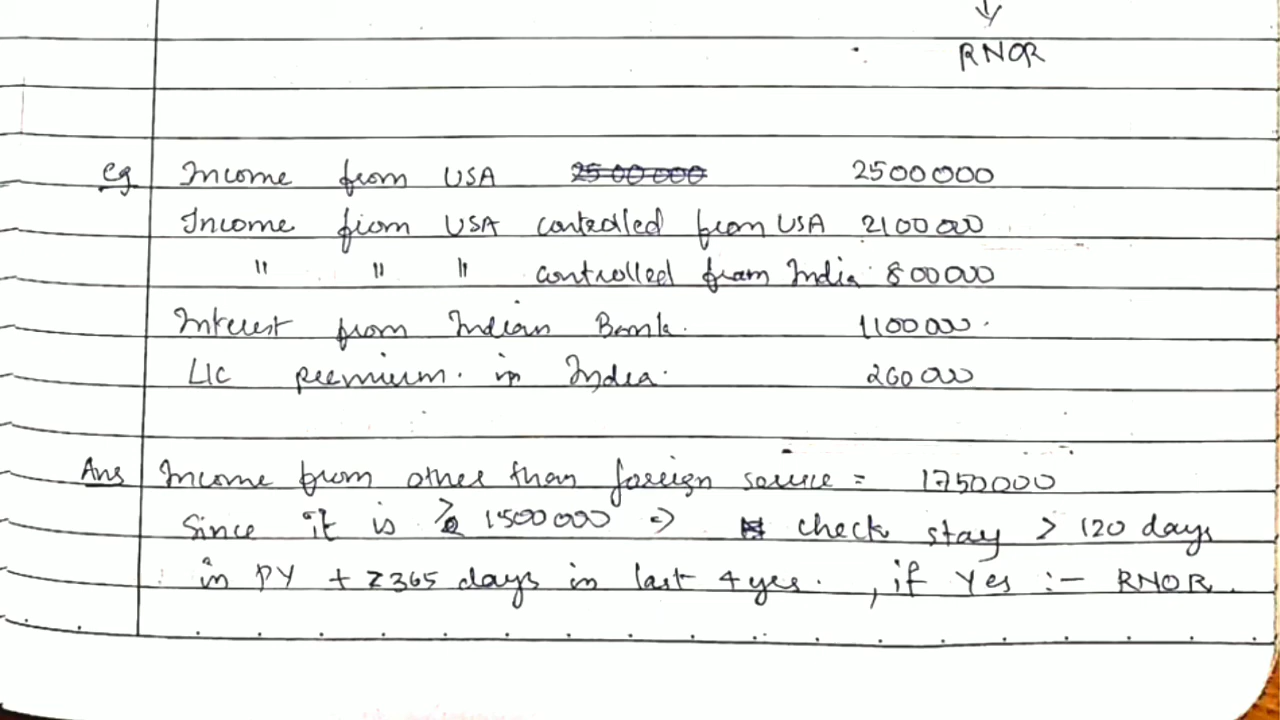 ↓
RNOR
eg Income from USA 2500000 2500000
Income from USA controlled from USA 2100000
" " " controlled from India 800000
Interest from Indian Bank. 1100000.
LIC premium. in India. 260000
Ans Income from other than foreign source = 1750000
Since it is ≥ 1500000 ⇒ check stay > 120 days
in PY + ≥365 days in last 4 yrs. , if Yes :- RNOR.